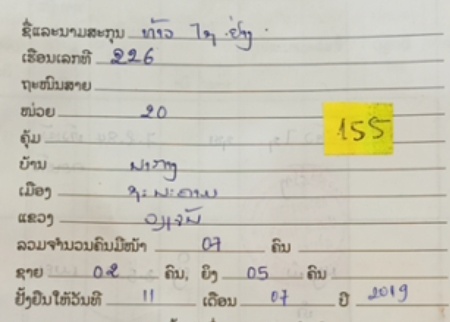 ຊື່ແລະນາມສະກຸນ ທ້າວ ໄຊ ຢ່າງ
ເຮືອນເລກທີ 226
ຖະໜົນສາຍ
ໜ່ວຍ 20
155
ຄຸ້ມ
ບ້ານ
ເມືອງ
ແຂວງ
ລວມຈຳນວນຄົນມີໜ້າ 07 ຄົນ
ຊາຍ 02 ຄົນ, ຍິງ 05 ຄົນ
ຢັ້ງຢືນໃຫ້ວັນທີ 11 ເດືອນ 07 ປີ 2019